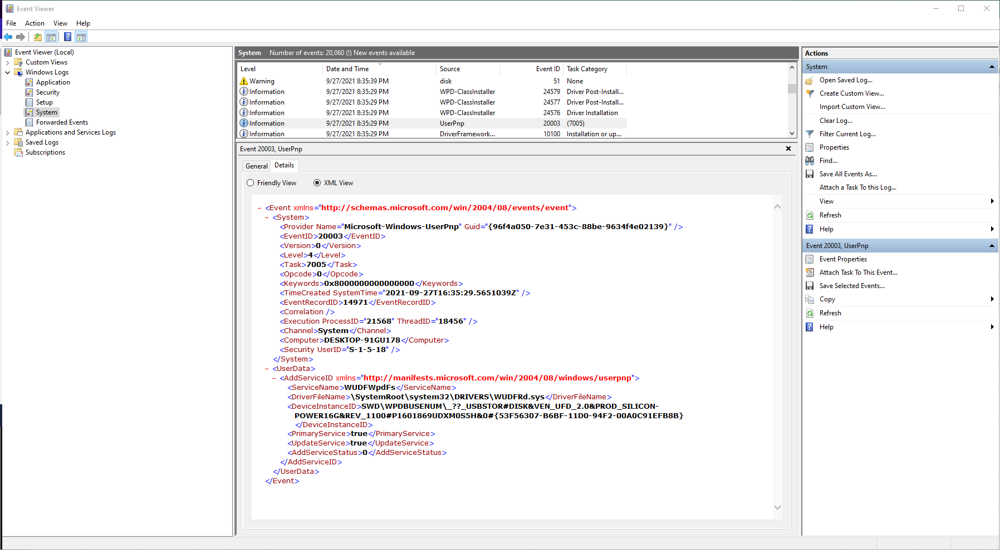 Event Viewer
File Action View Help
Event Viewer (Local)
Custom Views
Windows Logs
Application
Security
Setup
System
Forwarded Events
Applications and Services Logs
Saved Logs
Subscriptions
System Number of events: 20,060 (!) New events available
Level Date and Time Source Event ID Task Category
Warning 9/27/2021 8:35:39 PM disk 51 None
Information 9/27/2021 8:35:29 PM WPD-ClassInstaller 24579 Driver Post-Install...
Information 9/27/2021 8:35:29 PM WPD-ClassInstaller 24577 Driver Post-Install...
Information 9/27/2021 8:35:29 PM WPD-ClassInstaller 24576 Driver Installation
Information 9/27/2021 8:35:29 PM UserPnp 20003 (7005)
Information 9/27/2021 8:35:29 PM DriverFramework... 10100 Installation or up...
Event 20003, UserPnp
General Details
Friendly View XML View
- <Event xmlns="http://schemas.microsoft.com/win/2004/08/events/event">
- <System>
<Provider Name="Microsoft-Windows-UserPnp" Guid="{96f4a050-7e31-453c-88be-9634f4e02139}" />
<EventID>20003</EventID>
<Version>0</Version>
<Level>4</Level>
<Task>7005</Task>
<Opcode>0</Opcode>
<Keywords>0x8000000000000000</Keywords>
<TimeCreated SystemTime="2021-09-27T16:35:29.5651039Z" />
<EventRecordID>14971</EventRecordID>
<Correlation />
<Execution ProcessID="21568" ThreadID="18456" />
<Channel>System</Channel>
<Computer>DESKTOP-91GU178</Computer>
<Security UserID="S-1-5-18" />
</System>
- <UserData>
- <AddServiceID xmlns="http://manifests.microsoft.com/win/2004/08/windows/userpnp">
<ServiceName>WUDFWpdFs</ServiceName>
<DriverFileName>\SystemRoot\system32\DRIVERS\WUDFRd.sys</DriverFileName>
<DeviceInstanceID>SWD\WPDBUSENUM\_??_USBSTOR#DISK&VEN_UFD_2.0&PROD_SILICON-
POWER16G&REV_1100#P1601869UDXM0S5H&0#{53F56307-B6BF-11D0-94F2-00A0C91EFB8B}
</DeviceInstanceID>
<PrimaryService>true</PrimaryService>
<UpdateService>true</UpdateService>
<AddServiceStatus>0</AddServiceStatus>
</AddServiceID>
</UserData>
</Event>
Actions
System
Open Saved Log...
Create Custom View...
Import Custom View...
Clear Log...
Filter Current Log...
Properties
Find...
Save All Events As...
Attach a Task To this Log...
View
Refresh
Help
Event 20003, UserPnp
Event Properties
Attach Task To This Event...
Save Selected Events...
Copy
Refresh
Help